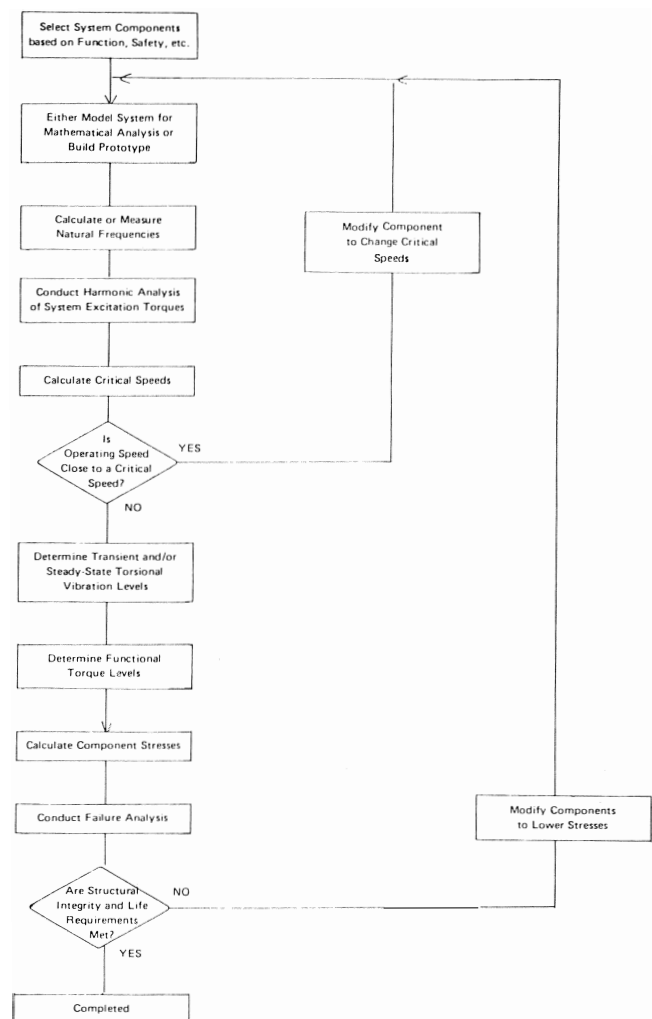 Select System Components
based on Function, Safety, etc.
Either Model System for
Mathematical Analysis or
Build Prototype
Calculate or Measure
Natural Frequencies
Modify Component
to Change Critical
Speeds
Conduct Harmonic Analysis
of System Excitation Torques
Calculate Critical Speeds
Is
Operating Speed
Close to a Critical
Speed?
YES
NO
Determine Transient and/or
Steady-State Torsional
Vibration Levels
Determine Functional
Torque Levels
Calculate Component Stresses
Conduct Failure Analysis
Modify Components
to Lower Stresses
Are Structural
Integrity and Life
Requirements
Met?
NO
YES
Completed